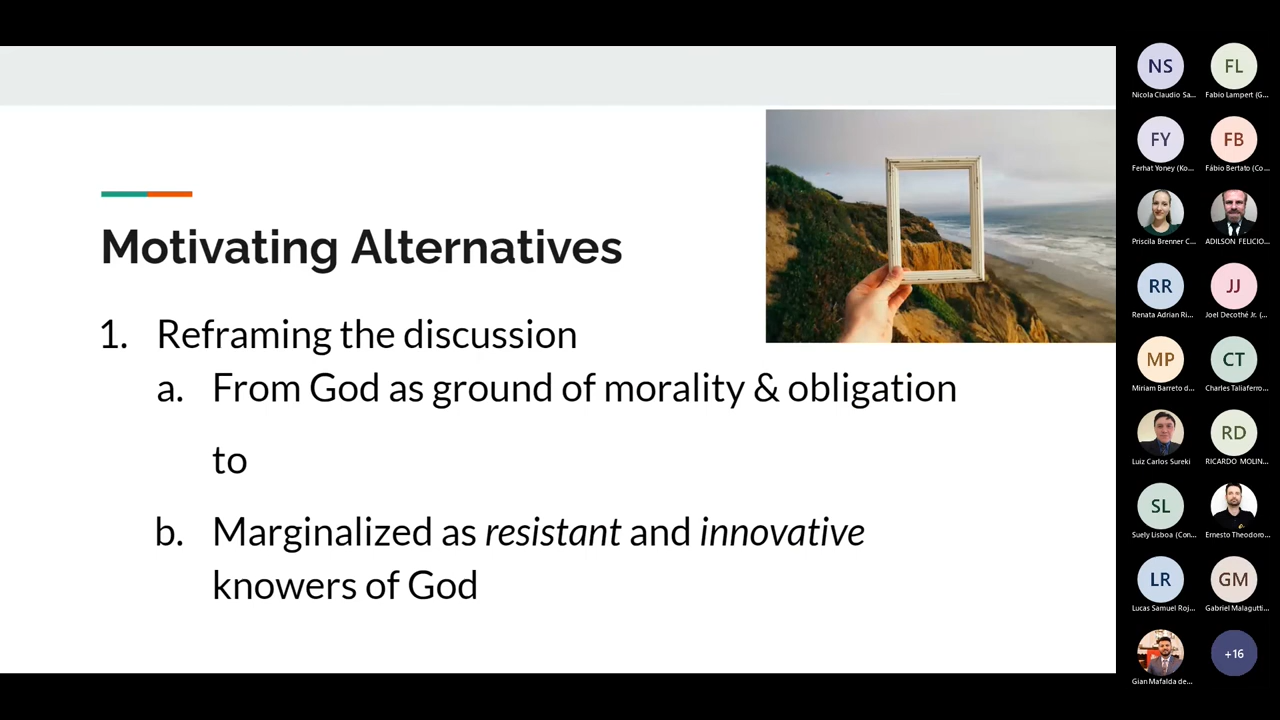 Motivating Alternatives
1. Reframing the discussion
a. From God as ground of morality & obligation
to
b. Marginalized as resistant and innovative
knowers of God
NS
FL
Nicola Claudio Sa...
Fabio Lampert (G...
FY
FB
Ferhat Yoney (Ko...
Fábio Bertato (Co...
Priscila Brenner C...
ADILSON FELICIO...
RR
JJ
Renata Adrian Ri...
Joel Decothé Jr. (...
MP
CT
Miriam Barreto d...
Charles Taliaferro...
RD
Luiz Carlos Sureki
RICARDO MOLIN...
SL
Suely Lisboa (Con...
Ernesto Theodoro...
LR
GM
Lucas Samuel Roj...
Gabriel Malagutti...
+16
Gian Mafalda de...